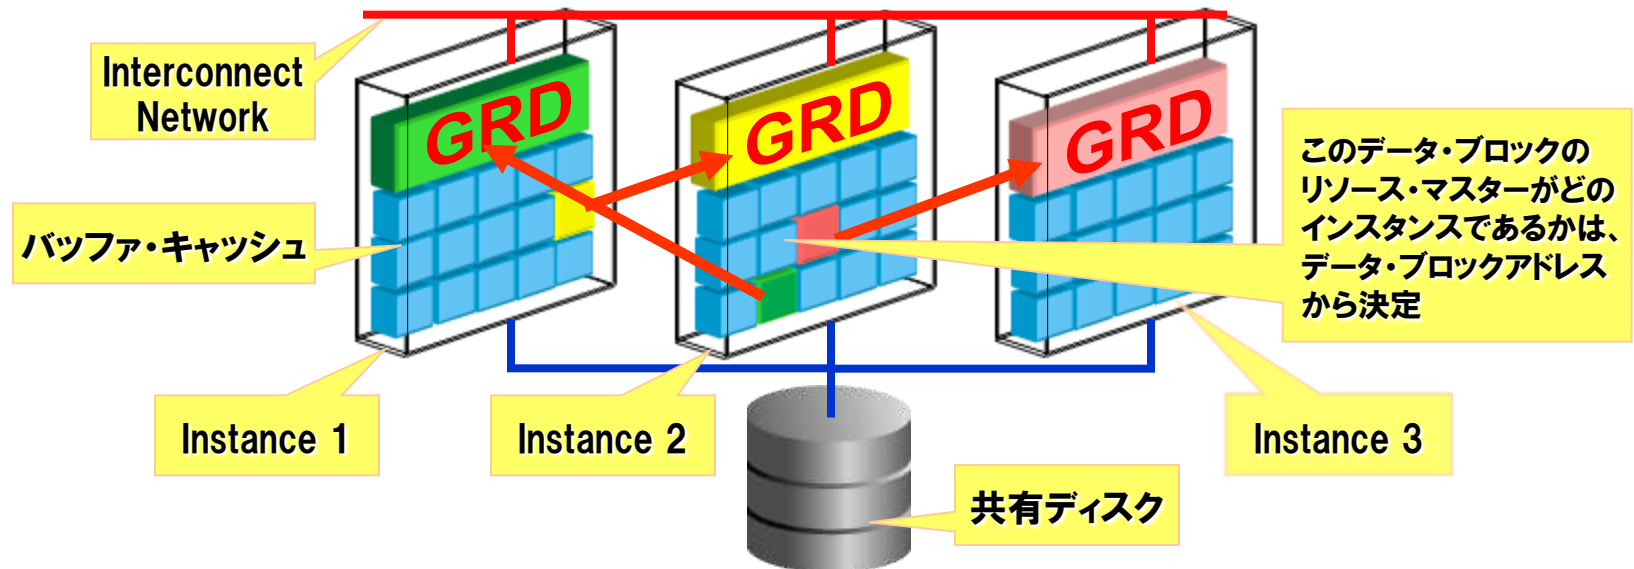 Interconnect
Network
GRD
GRD
GRD
このデータ・ブロックの
リソース・マスターがどの
インスタンスであるかは、
データ・ブロックアドレス
から決定
バッファ・キャッシュ
Instance 1
Instance 2
Instance 3
共有ディスク